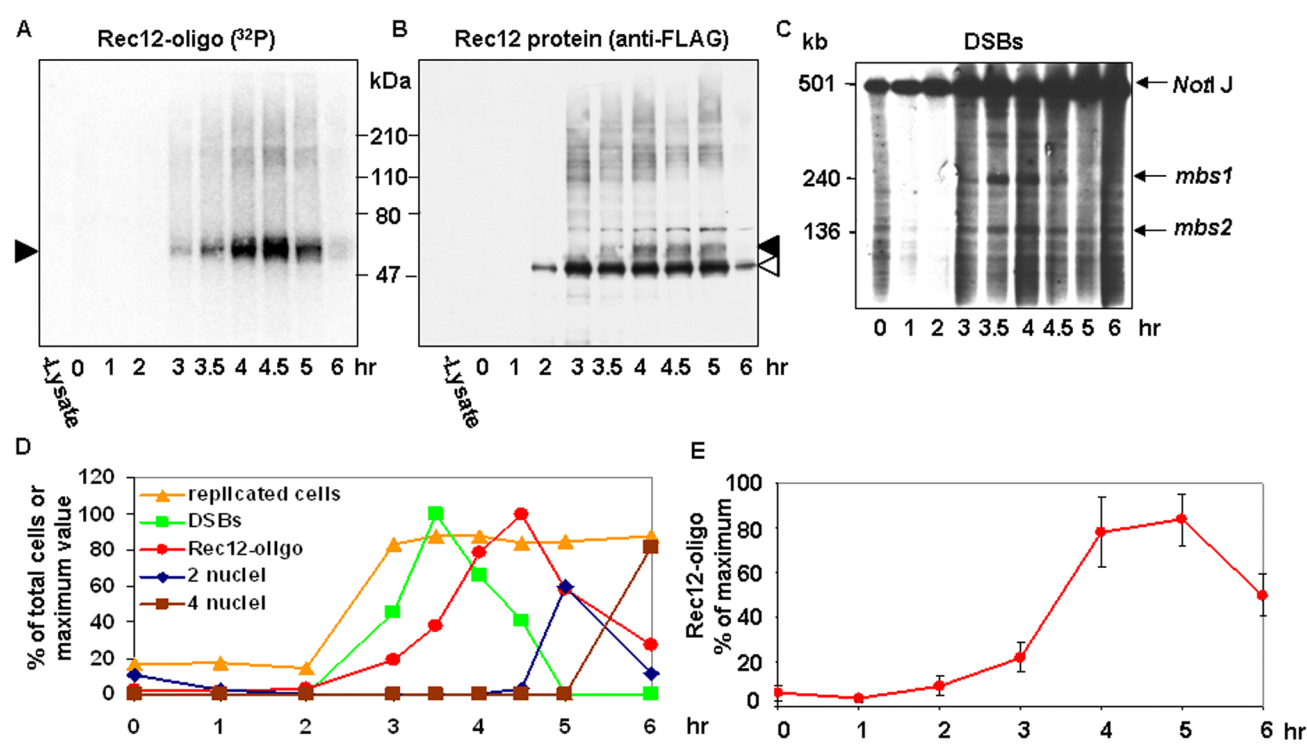 A
Rec12-oligo (³²P)
kDa
210
110
80
47
-Lysate 0 1 2 3 3.5 4 4.5 5 6 hr
B
Rec12 protein (anti-FLAG)
-Lysate 0 1 2 3 3.5 4 4.5 5 6 hr
C
kb
DSBs
501
NotI J
240
mbs1
136
mbs2
0 1 2 3 3.5 4 4.5 5 6 hr
D
% of total cells or
maximum value
120
100
80
60
40
20
0
replicated cells
DSBs
Rec12-oligo
2 nuclei
4 nuclei
0 1 2 3 4 5 6 hr
E
Rec12-oligo
% of maximum
100
80
60
40
20
0
0 1 2 3 4 5 6 hr